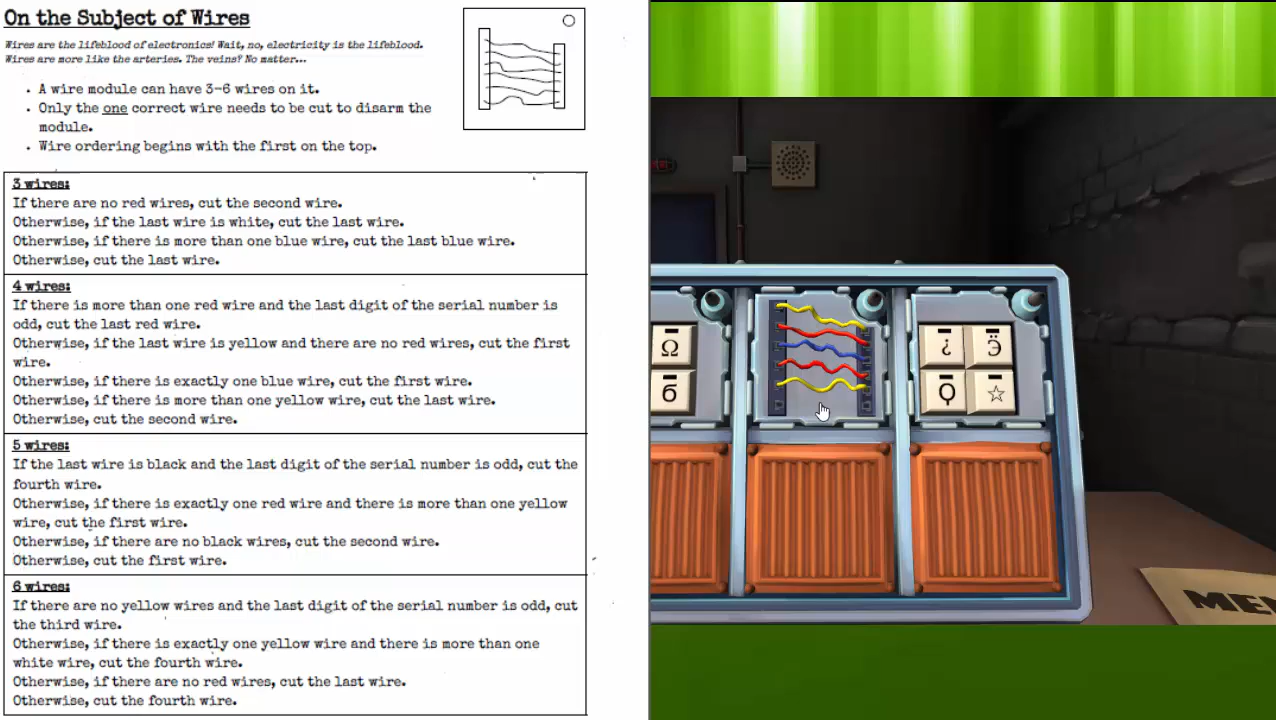 On the Subject of Wires
Wires are the lifeblood of electronics! Wait, no, electricity is the lifeblood.
Wires are more like the arteries. The veins? No matter...
• A wire module can have 3-6 wires on it.
• Only the one correct wire needs to be cut to disarm the
module.
• Wire ordering begins with the first on the top.
3 wires:
If there are no red wires, cut the second wire.
Otherwise, if the last wire is white, cut the last wire.
Otherwise, if there is more than one blue wire, cut the last blue wire.
Otherwise, cut the last wire.
4 wires:
If there is more than one red wire and the last digit of the serial number is
odd, cut the last red wire.
Otherwise, if the last wire is yellow and there are no red wires, cut the first
wire.
Otherwise, if there is exactly one blue wire, cut the first wire.
Otherwise, if there is more than one yellow wire, cut the last wire.
Otherwise, cut the second wire.
5 wires:
If the last wire is black and the last digit of the serial number is odd, cut the
fourth wire.
Otherwise, if there is exactly one red wire and there is more than one yellow
wire, cut the first wire.
Otherwise, if there are no black wires, cut the second wire.
Otherwise, cut the first wire.
6 wires:
If there are no yellow wires and the last digit of the serial number is odd, cut
the third wire.
Otherwise, if there is exactly one yellow wire and there is more than one
white wire, cut the fourth wire.
Otherwise, if there are no red wires, cut the last wire.
Otherwise, cut the fourth wire.
Ω
б
¿ Ӭ
Ϙ ☆